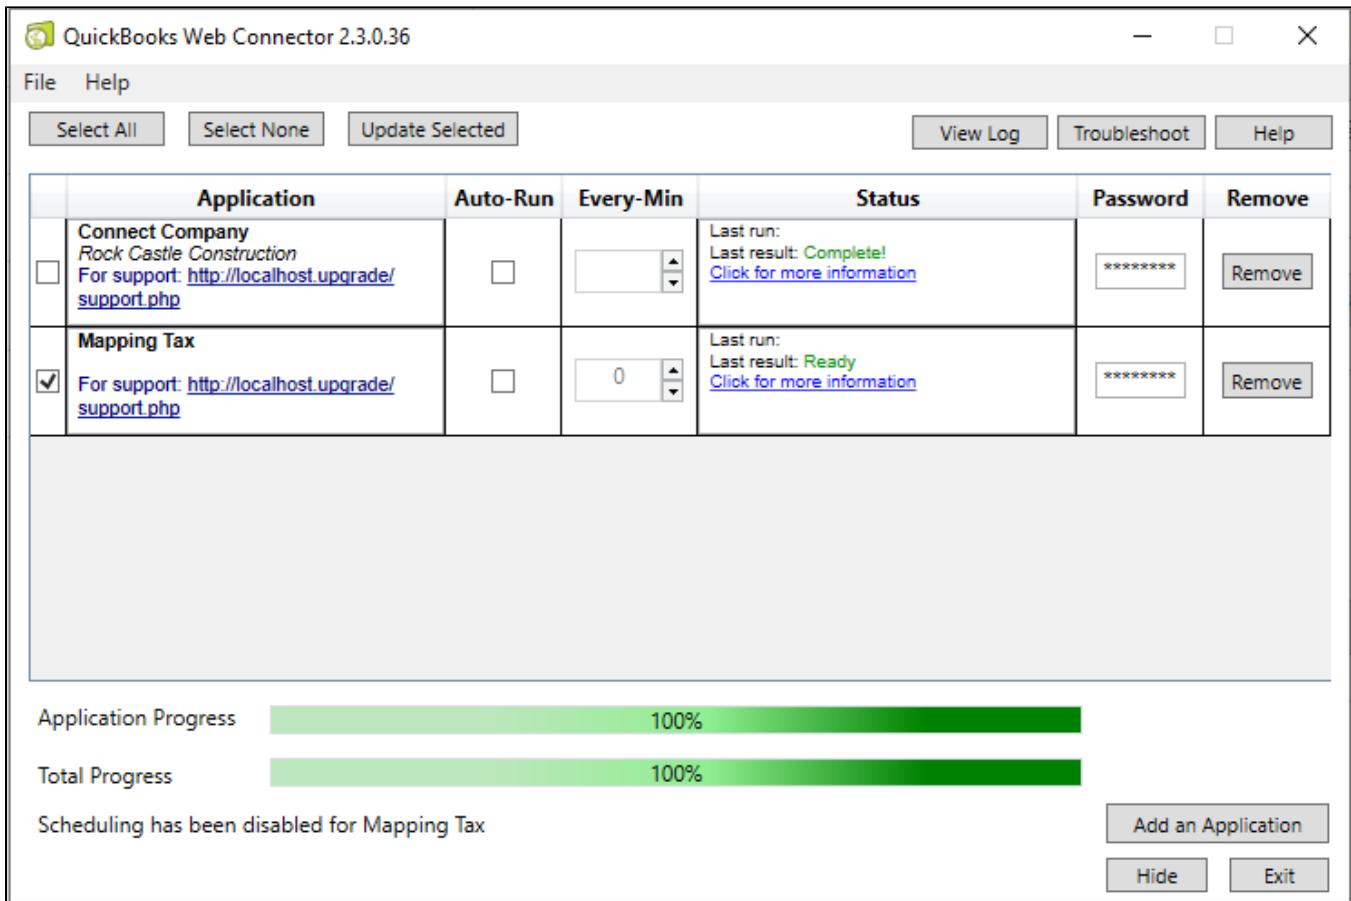 QuickBooks Web Connector 2.3.0.36
File Help
Select All Select None Update Selected View Log Troubleshoot Help
Application Auto-Run Every-Min Status Password Remove
Connect Company
Rock Castle Construction
For support: http://localhost.upgrade/
support.php
Last run:
Last result: Complete!
Click for more information
********
Remove
Mapping Tax
For support: http://localhost.upgrade/
support.php
0
Last run:
Last result: Ready
Click for more information
********
Remove
Application Progress 100%
Total Progress 100%
Scheduling has been disabled for Mapping Tax
Add an Application
Hide Exit